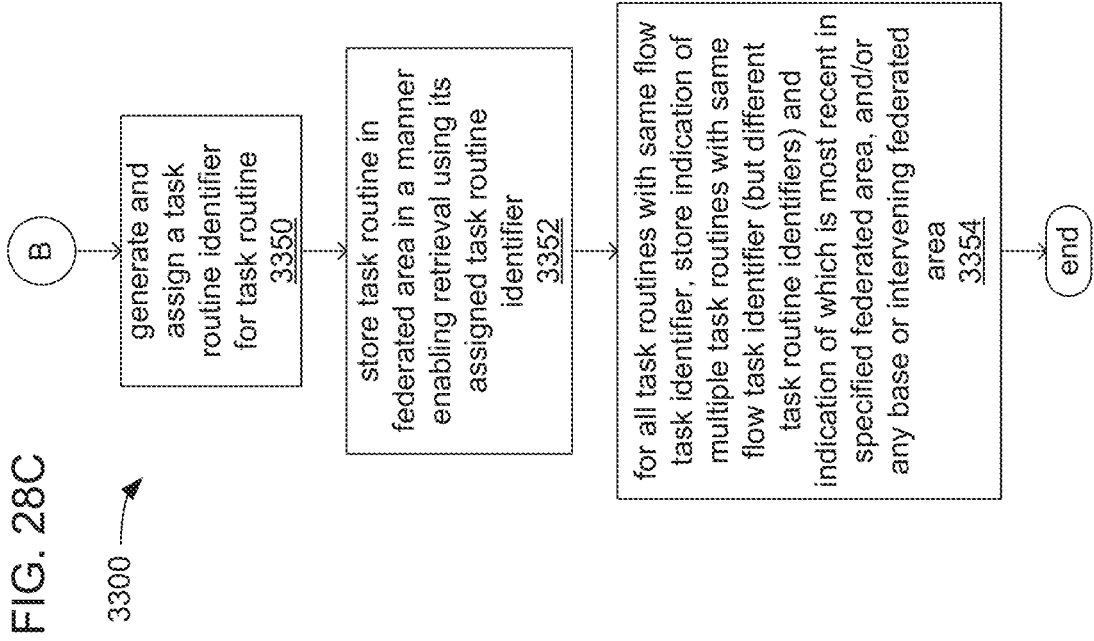 FIG. 28C
3300
B
generate and
assign a task
routine identifier
for task routine
3350
store task routine in
federated area in a manner
enabling retrieval using its
assigned task routine
identifier
3352
for all task routines with same flow
task identifier, store indication of
multiple task routines with same
flow task identifier (but different
task routine identifiers) and
indication of which is most recent in
specified federated area, and/or
any base or intervening federated
area
3354
end